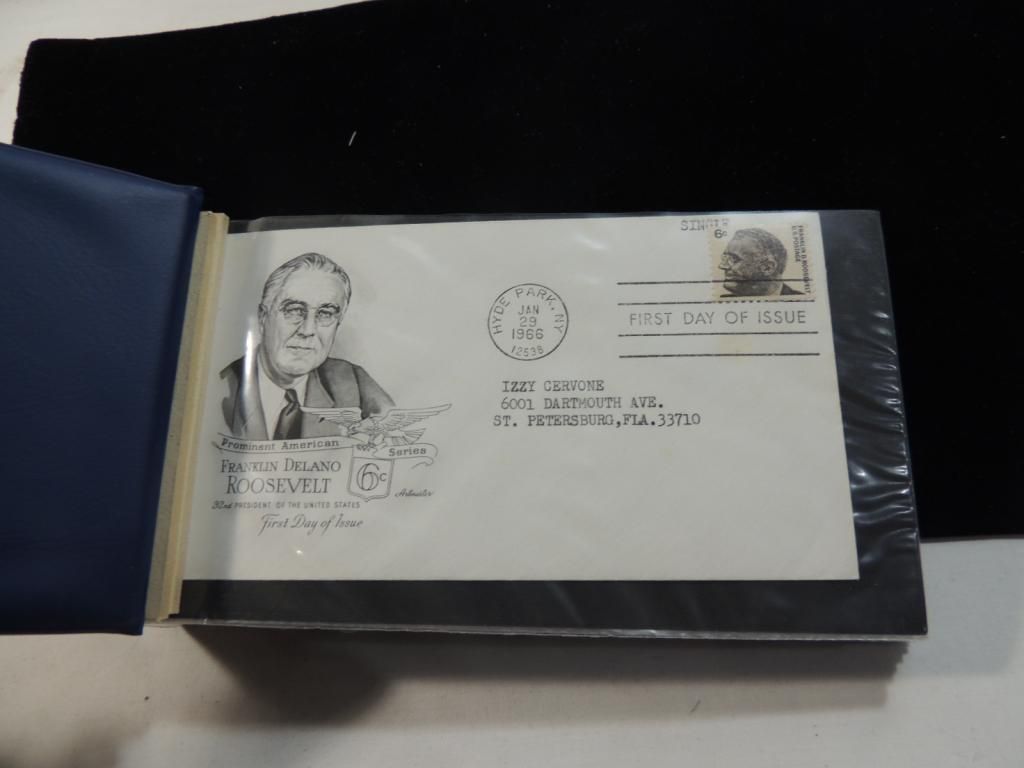 6c
FRANKLIN D. ROOSEVELT
U.S. POSTAGE
HYDE PARK, NY
JAN
29
1966
12538
FIRST DAY OF ISSUE
IZZY CERVONE
6001 DARTMOUTH AVE.
ST. PETERSBURG,FLA.33710
Prominent American
Series
FRANKLIN DELANO
ROOSEVELT
6c
Artmaster
32nd PRESIDENT OF THE UNITED STATES
First Day of Issue